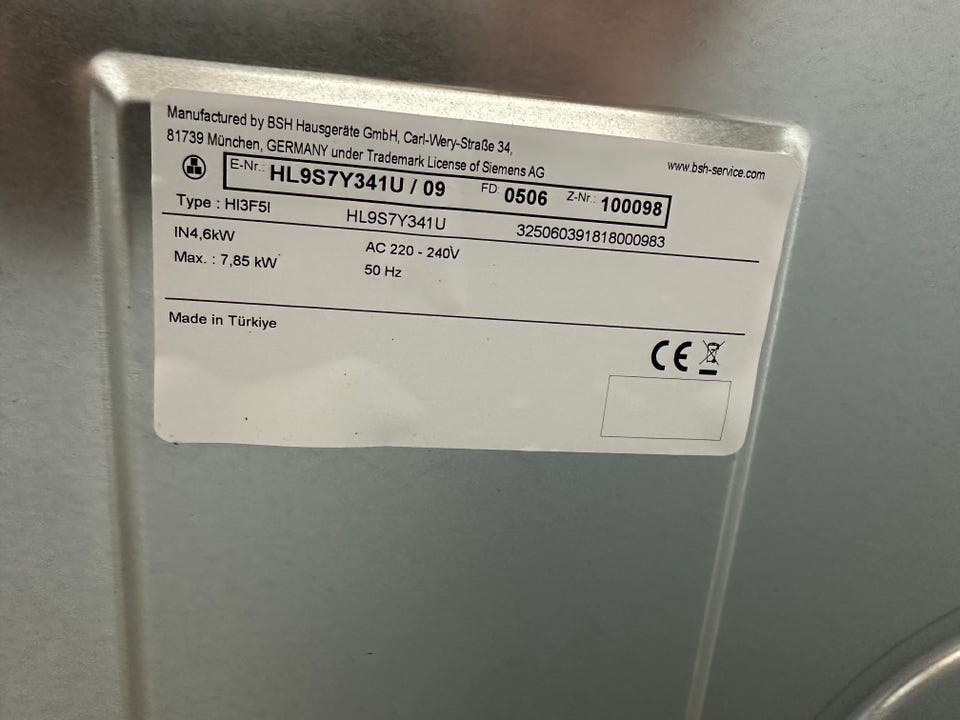 Manufactured by BSH Hausgeräte GmbH, Carl-Wery-Straße 34,
81739 München, GERMANY under Trademark License of Siemens AG
www.bsh-service.com
E-Nr.: HL9S7Y341U / 09 FD: 0506 Z-Nr.: 100098
Type : HI3F5I HL9S7Y341U 325060391818000983
IN4,6kW AC 220 - 240V
Max. : 7,85 kW 50 Hz
Made in Türkiye
CE